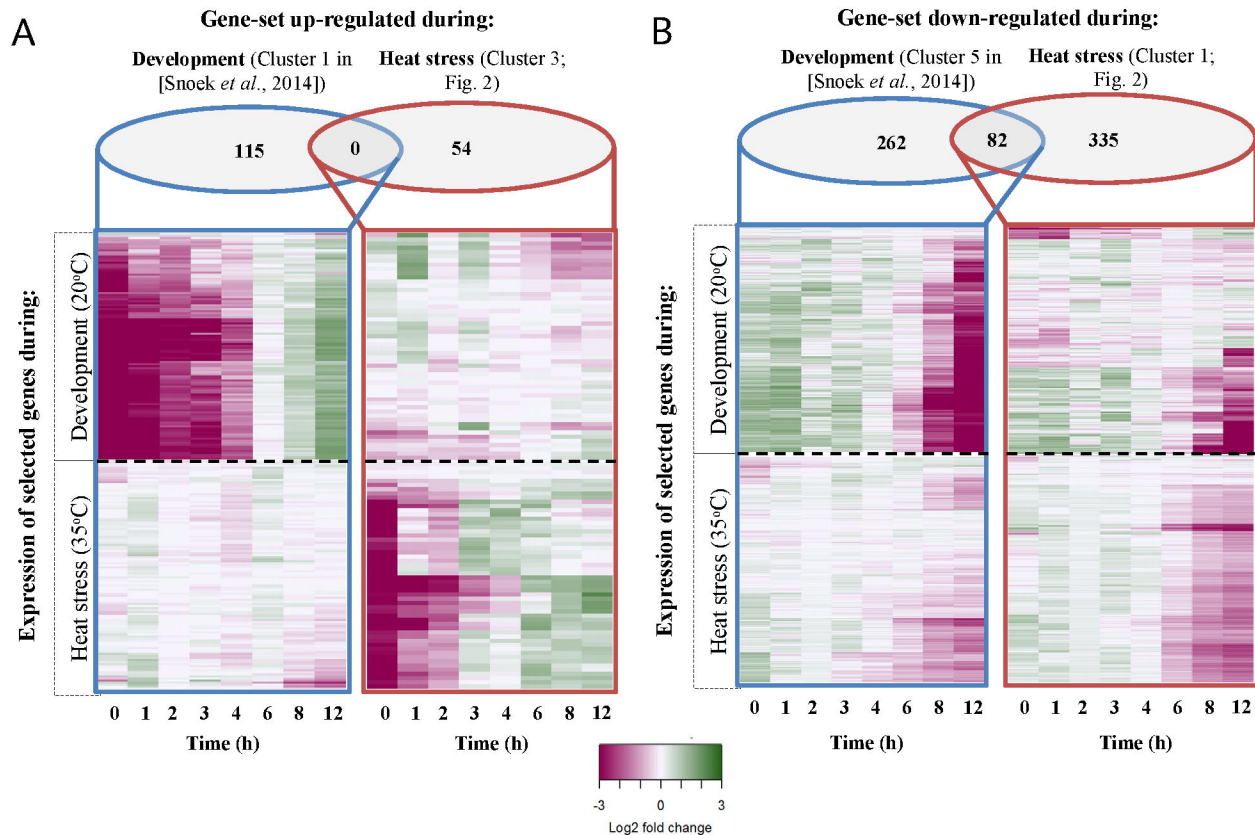 A
Gene-set up-regulated during:
Development (Cluster 1 in
[Snoek et al., 2014])
Heat stress (Cluster 3;
Fig. 2)
115
0
54
Expression of selected genes during:
Development (20°C)
Heat stress (35°C)
0 1 2 3 4 6 8 12
Time (h)
0 1 2 3 4 6 8 12
Time (h)
B
Gene-set down-regulated during:
Development (Cluster 5 in
[Snoek et al., 2014])
Heat stress (Cluster 1;
Fig. 2)
262
82
335
Expression of selected genes during:
Development (20°C)
Heat stress (35°C)
0 1 2 3 4 6 8 12
Time (h)
0 1 2 3 4 6 8 12
Time (h)
-3 0 3
Log2 fold change